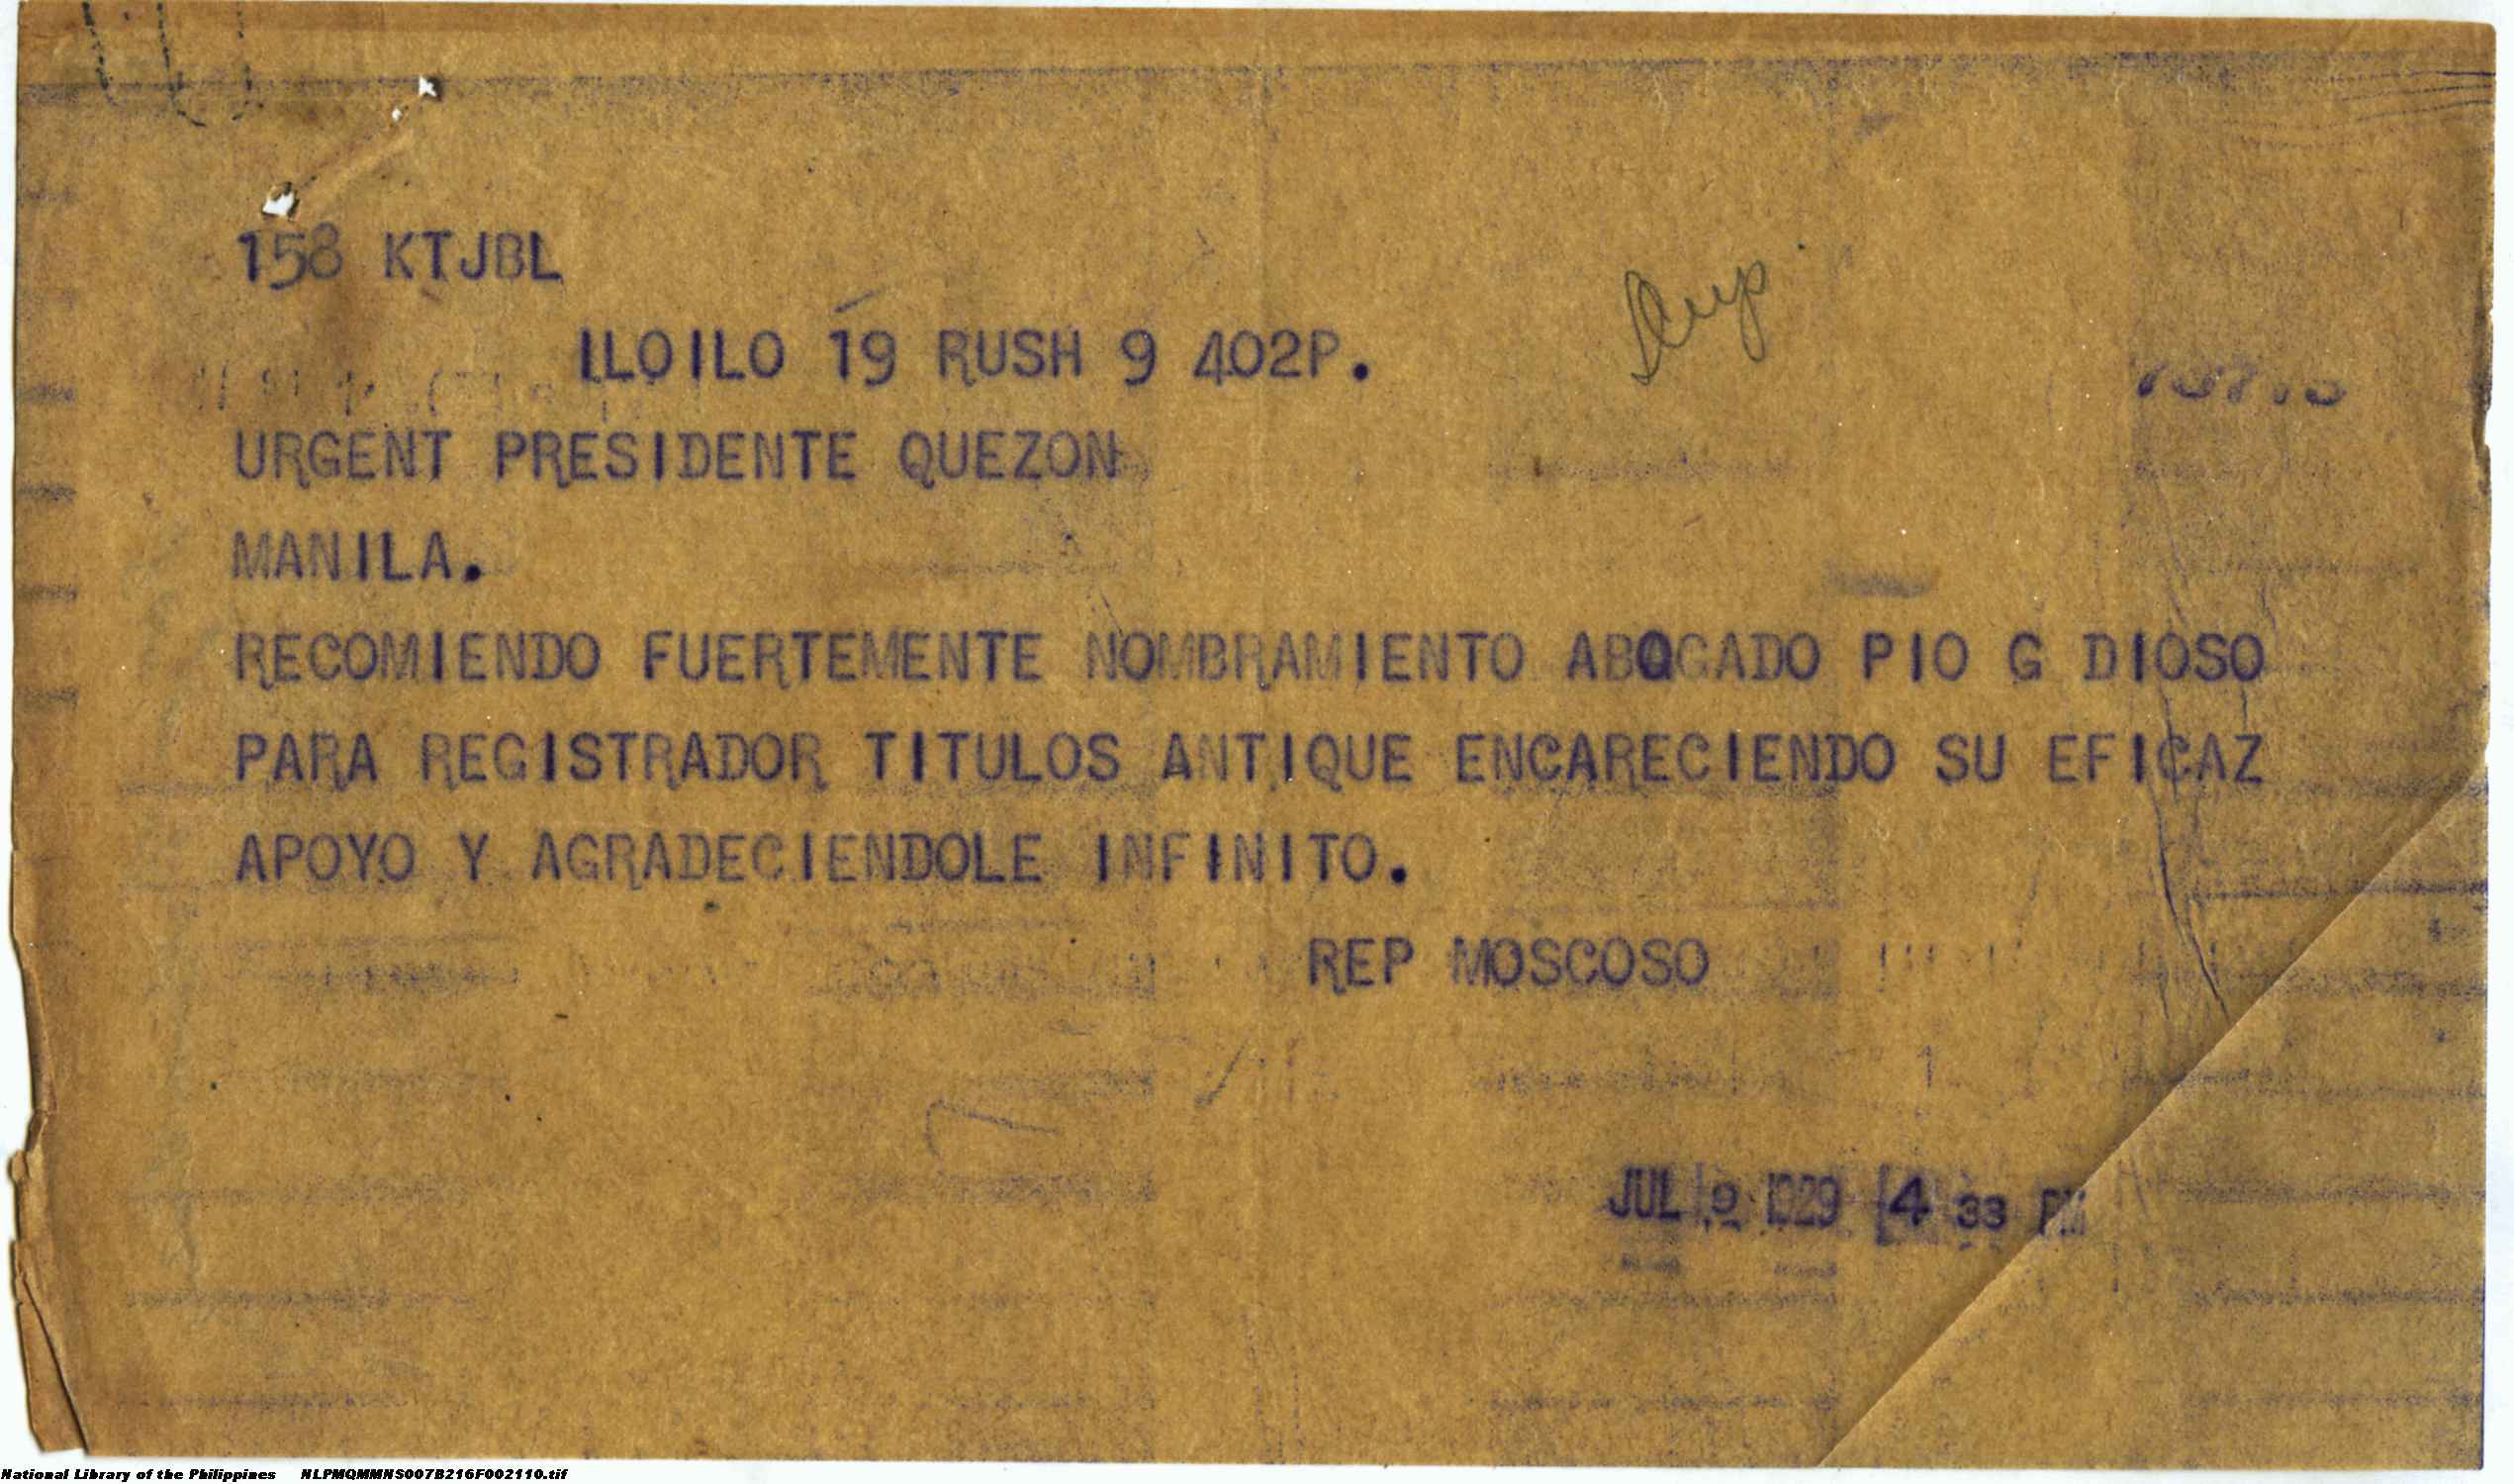 158 KTJBL
ILOILO 19 RUSH 9 402P.
URGENT PRESIDENTE QUEZON
MANILA.
RECOMIENDO FUERTEMENTE NOMBRAMIENTO ABOGADO PIO G DIOSO
PARA REGISTRADOR TITULOS ANTIQUE ENCARECIENDO SU EFICAZ
APOYO Y AGRADECIENDOLE INFINITO.
REP MOSCOSO
JUL 9 1929 4 33 PM
National Library of the Philippines NLPMQMMNS007B216F002110.tif